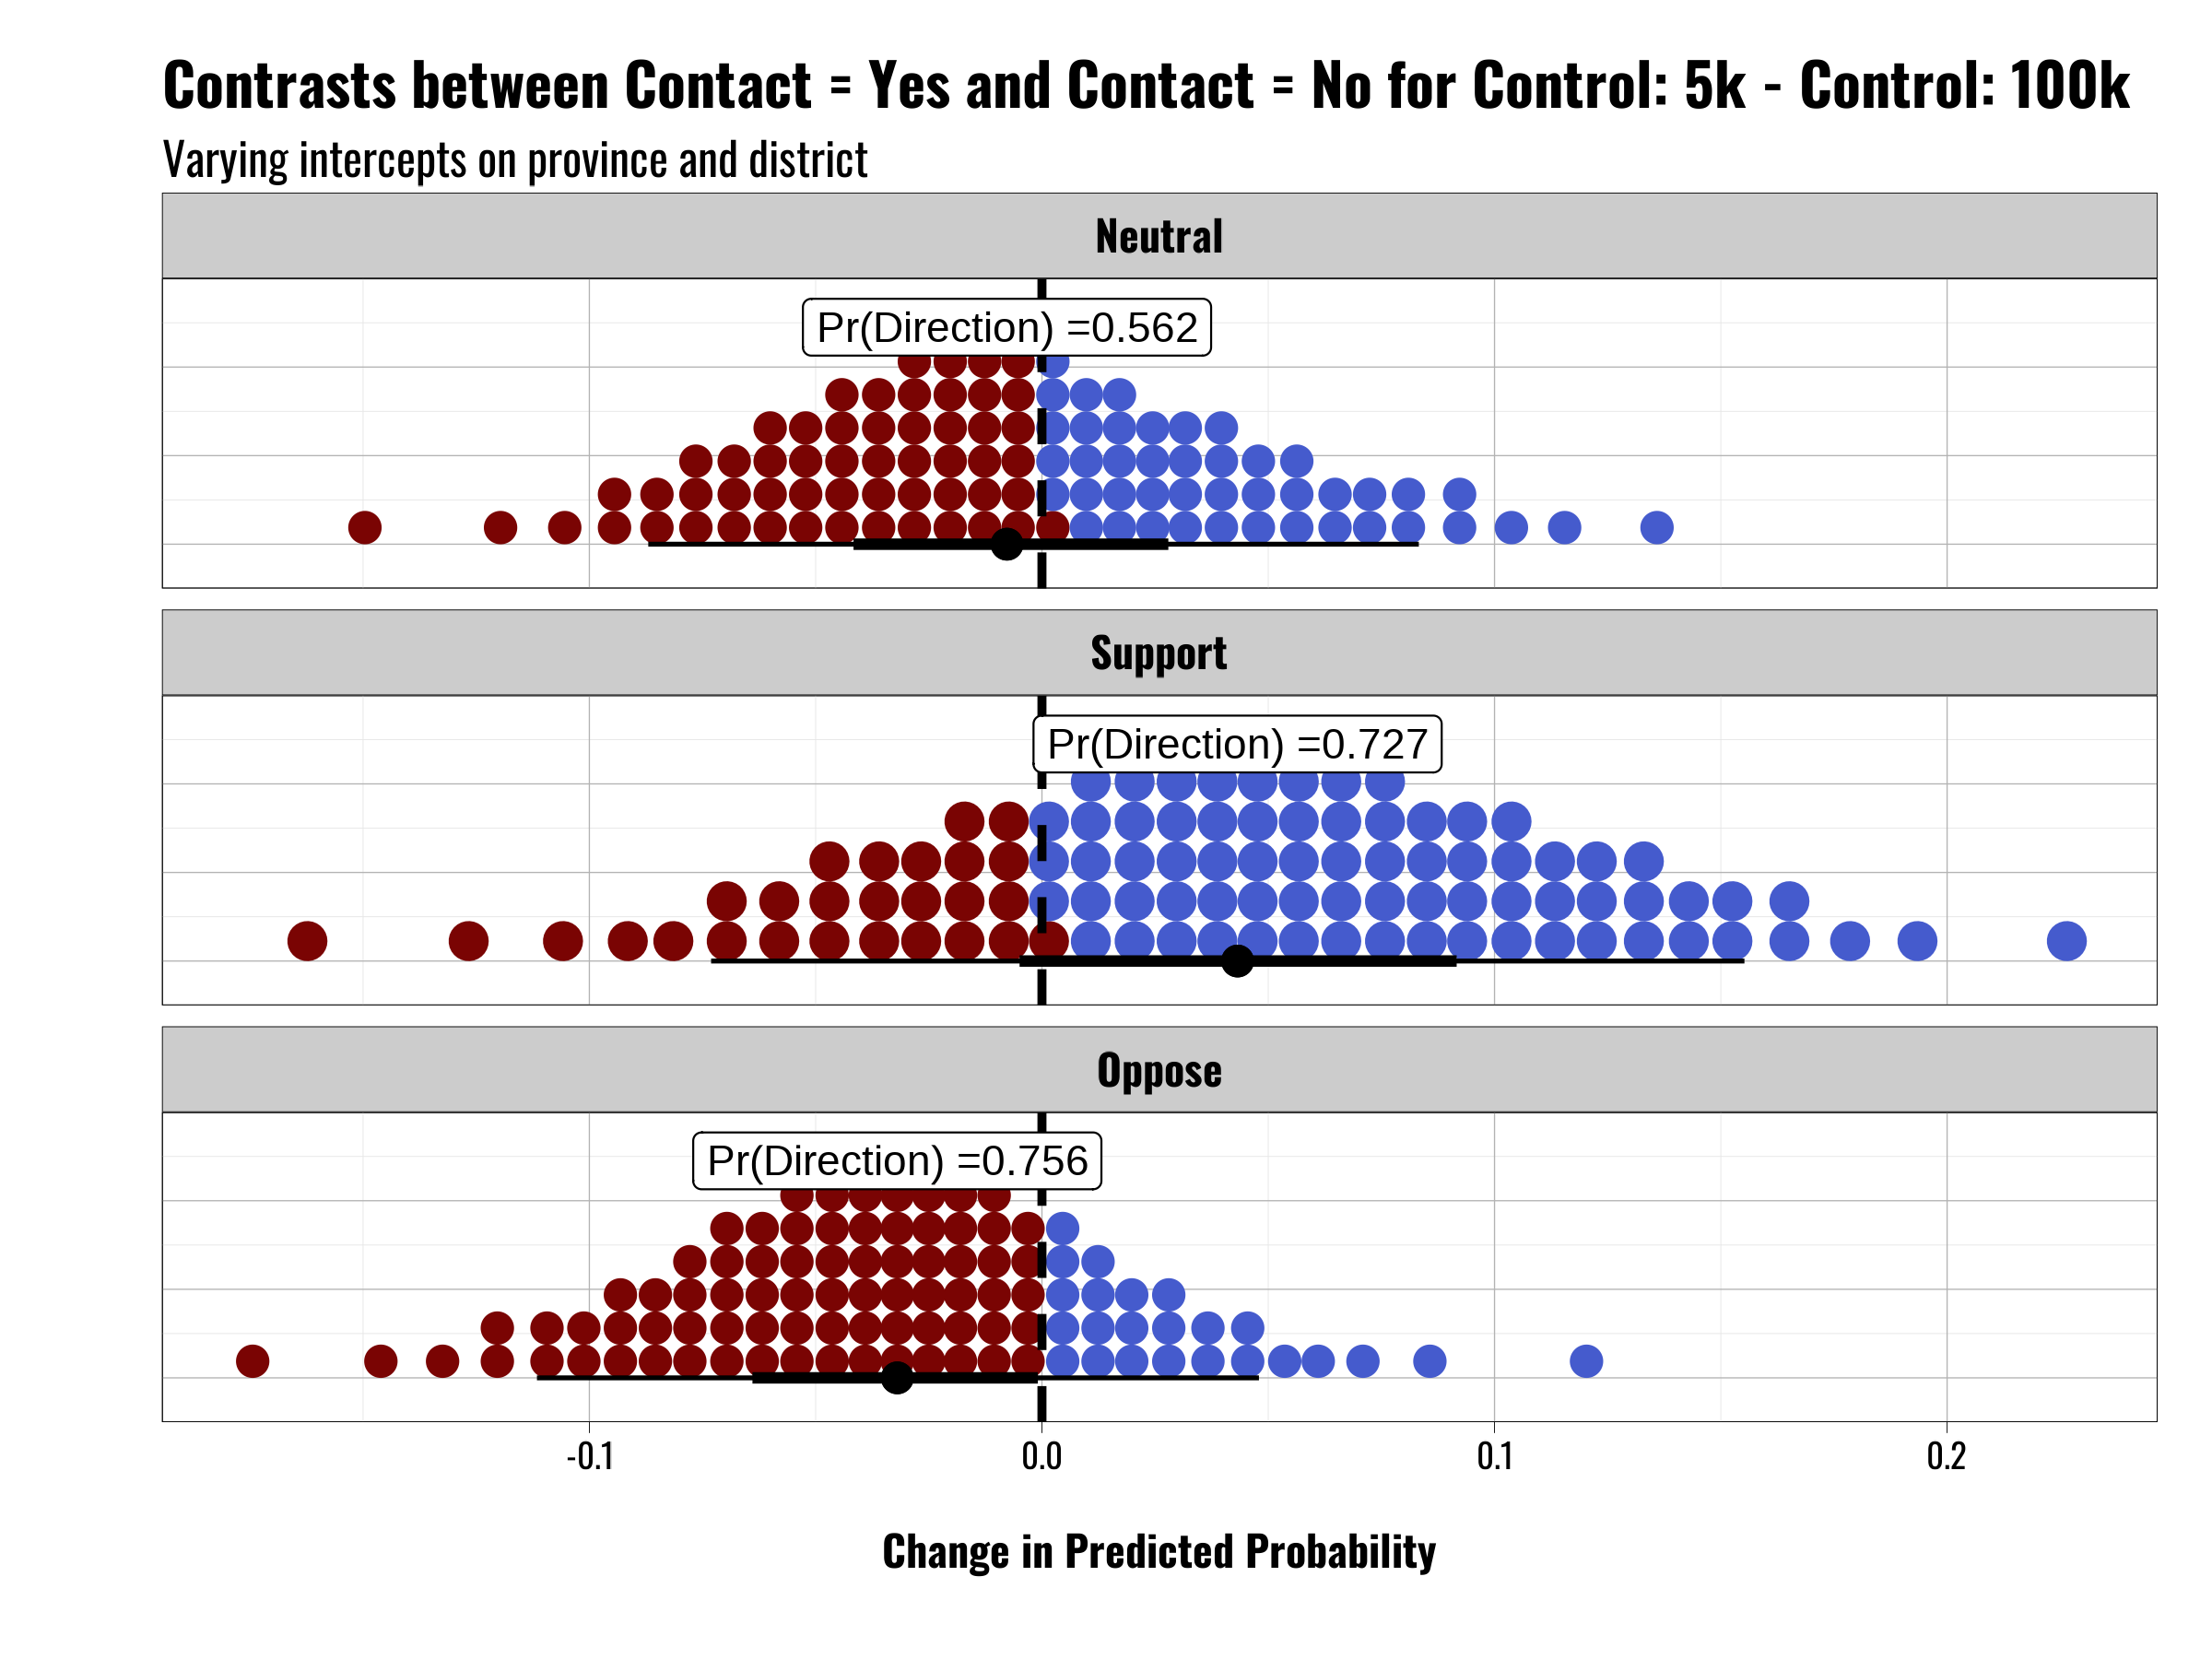 Contrasts between Contact = Yes and Contact = No for Control: 5k - Control: 100k
Varying intercepts on province and district
Neutral
Pr(Direction) =0.562
Support
Pr(Direction) =0.727
Oppose
Pr(Direction) =0.756
-0.1 0.0 0.1 0.2
Change in Predicted Probability